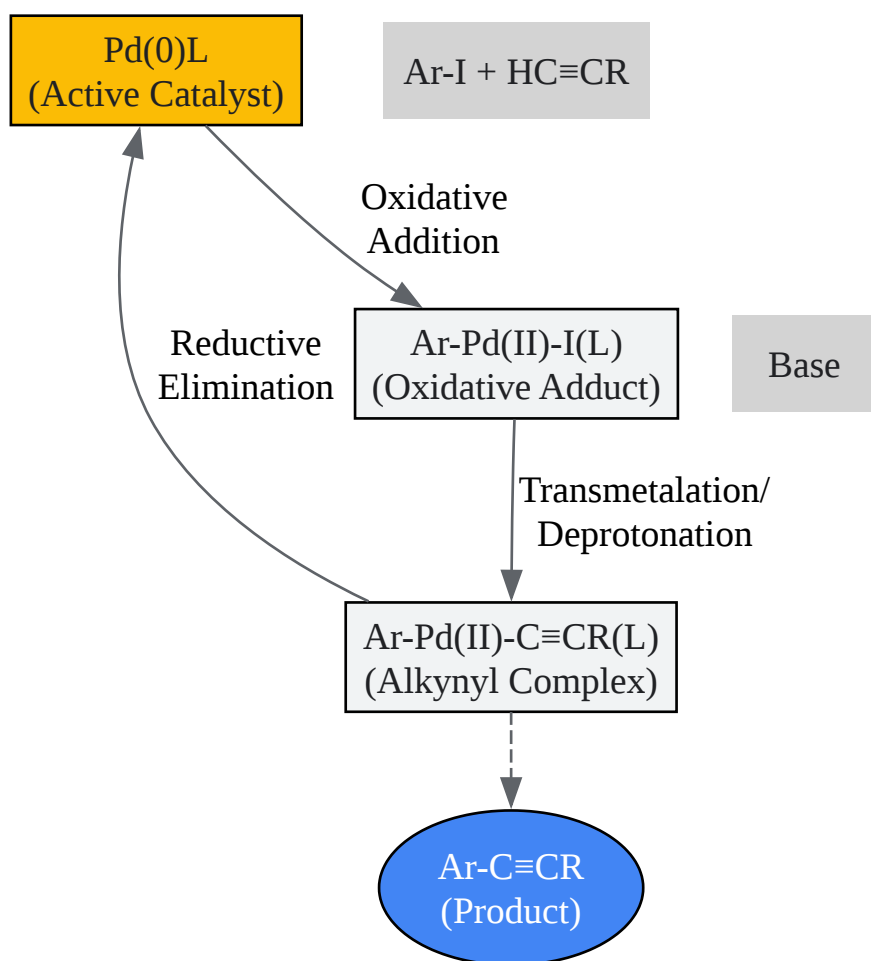 Pd(0)L
(Active Catalyst)
Ar-I + HC≡CR
Oxidative
Addition
Ar-Pd(II)-I(L)
(Oxidative Adduct)
Base
Reductive
Elimination
Transmetalation/
Deprotonation
Ar-Pd(II)-C≡CR(L)
(Alkynyl Complex)
Ar-C≡CR
(Product)